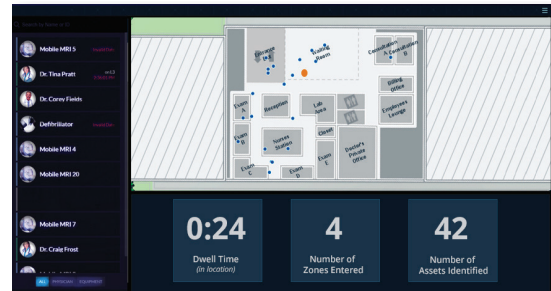 Mobile MRI 5
Dr. Tina Pratt
Dr. Corey Fields
Defibrillator
Mobile MRI 4
Mobile MRI 20
Mobile MRI 7
Dr. Craig Frost
ALL
PHYSICIAN
EQUIPMENT
Entrance
Waiting
Room
Consultation
A
Consultation
B
Billing
Office
Employees
Lounge
Exam
A
Reception
Lab
Area
Exam
B
Nurses
Station
Closet
Exam
C
Exam
D
Exam
E
Doctor's
Private
Office
0:24
Dwell Time
(in location)
4
Number of
Zones Entered
42
Number of
Assets Identified